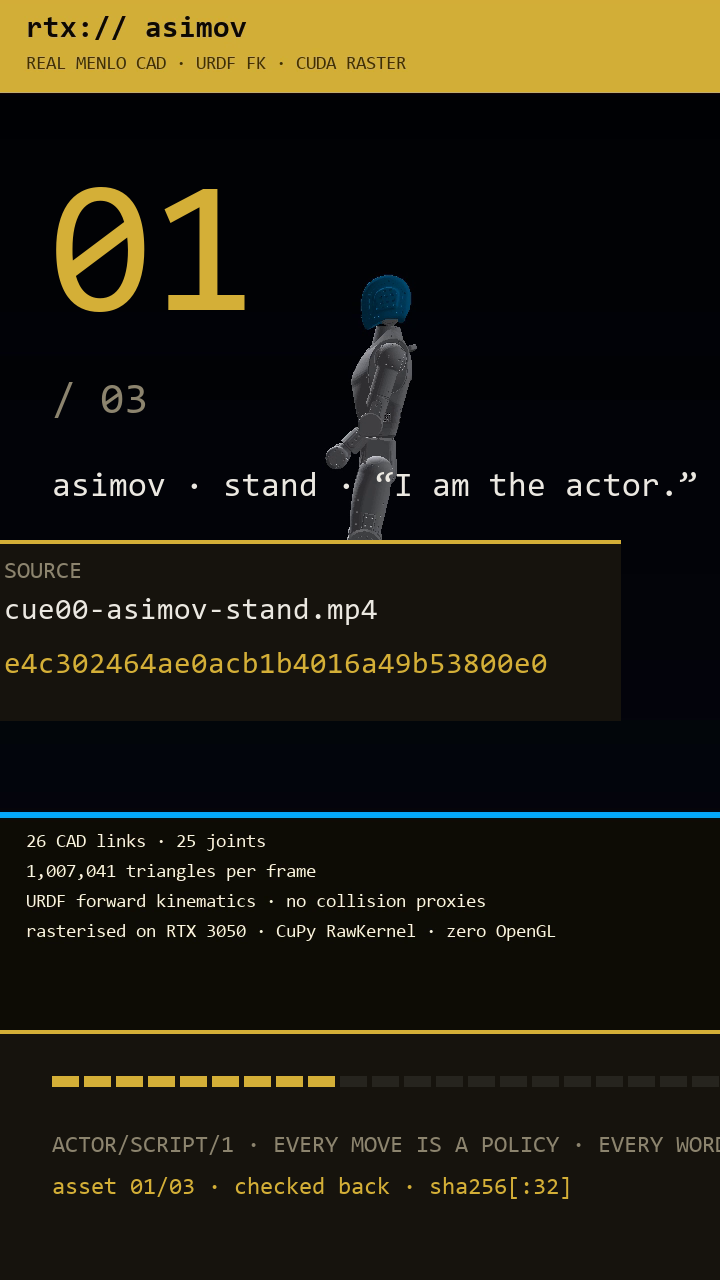 rtx:// asimov
REAL MENLO CAD · URDF FK · CUDA RASTER
01
/ 03
asimov · stand · “I am the actor.”
SOURCE
cue00-asimov-stand.mp4
e4c302464ae0acb1b4016a49b53800e0
26 CAD links · 25 joints
1,007,041 triangles per frame
URDF forward kinematics · no collision proxies
rasterised on RTX 3050 · CuPy RawKernel · zero OpenGL
ACTOR/SCRIPT/1 · EVERY MOVE IS A POLICY · EVERY WORD
asset 01/03 · checked back · sha256[:32]